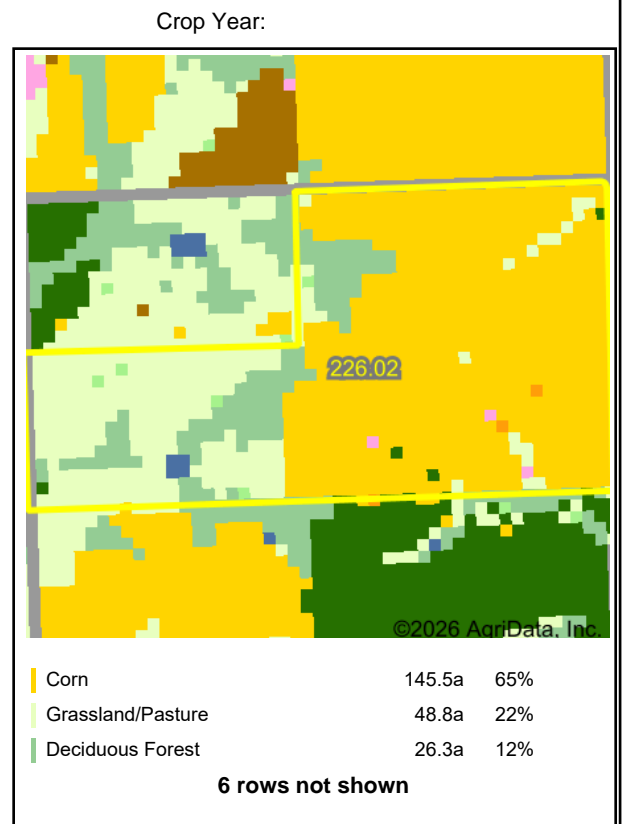 Crop Year:
226.02
©2026 AgriData, Inc.
Corn 145.5a 65%
Grassland/Pasture 48.8a 22%
Deciduous Forest 26.3a 12%
6 rows not shown